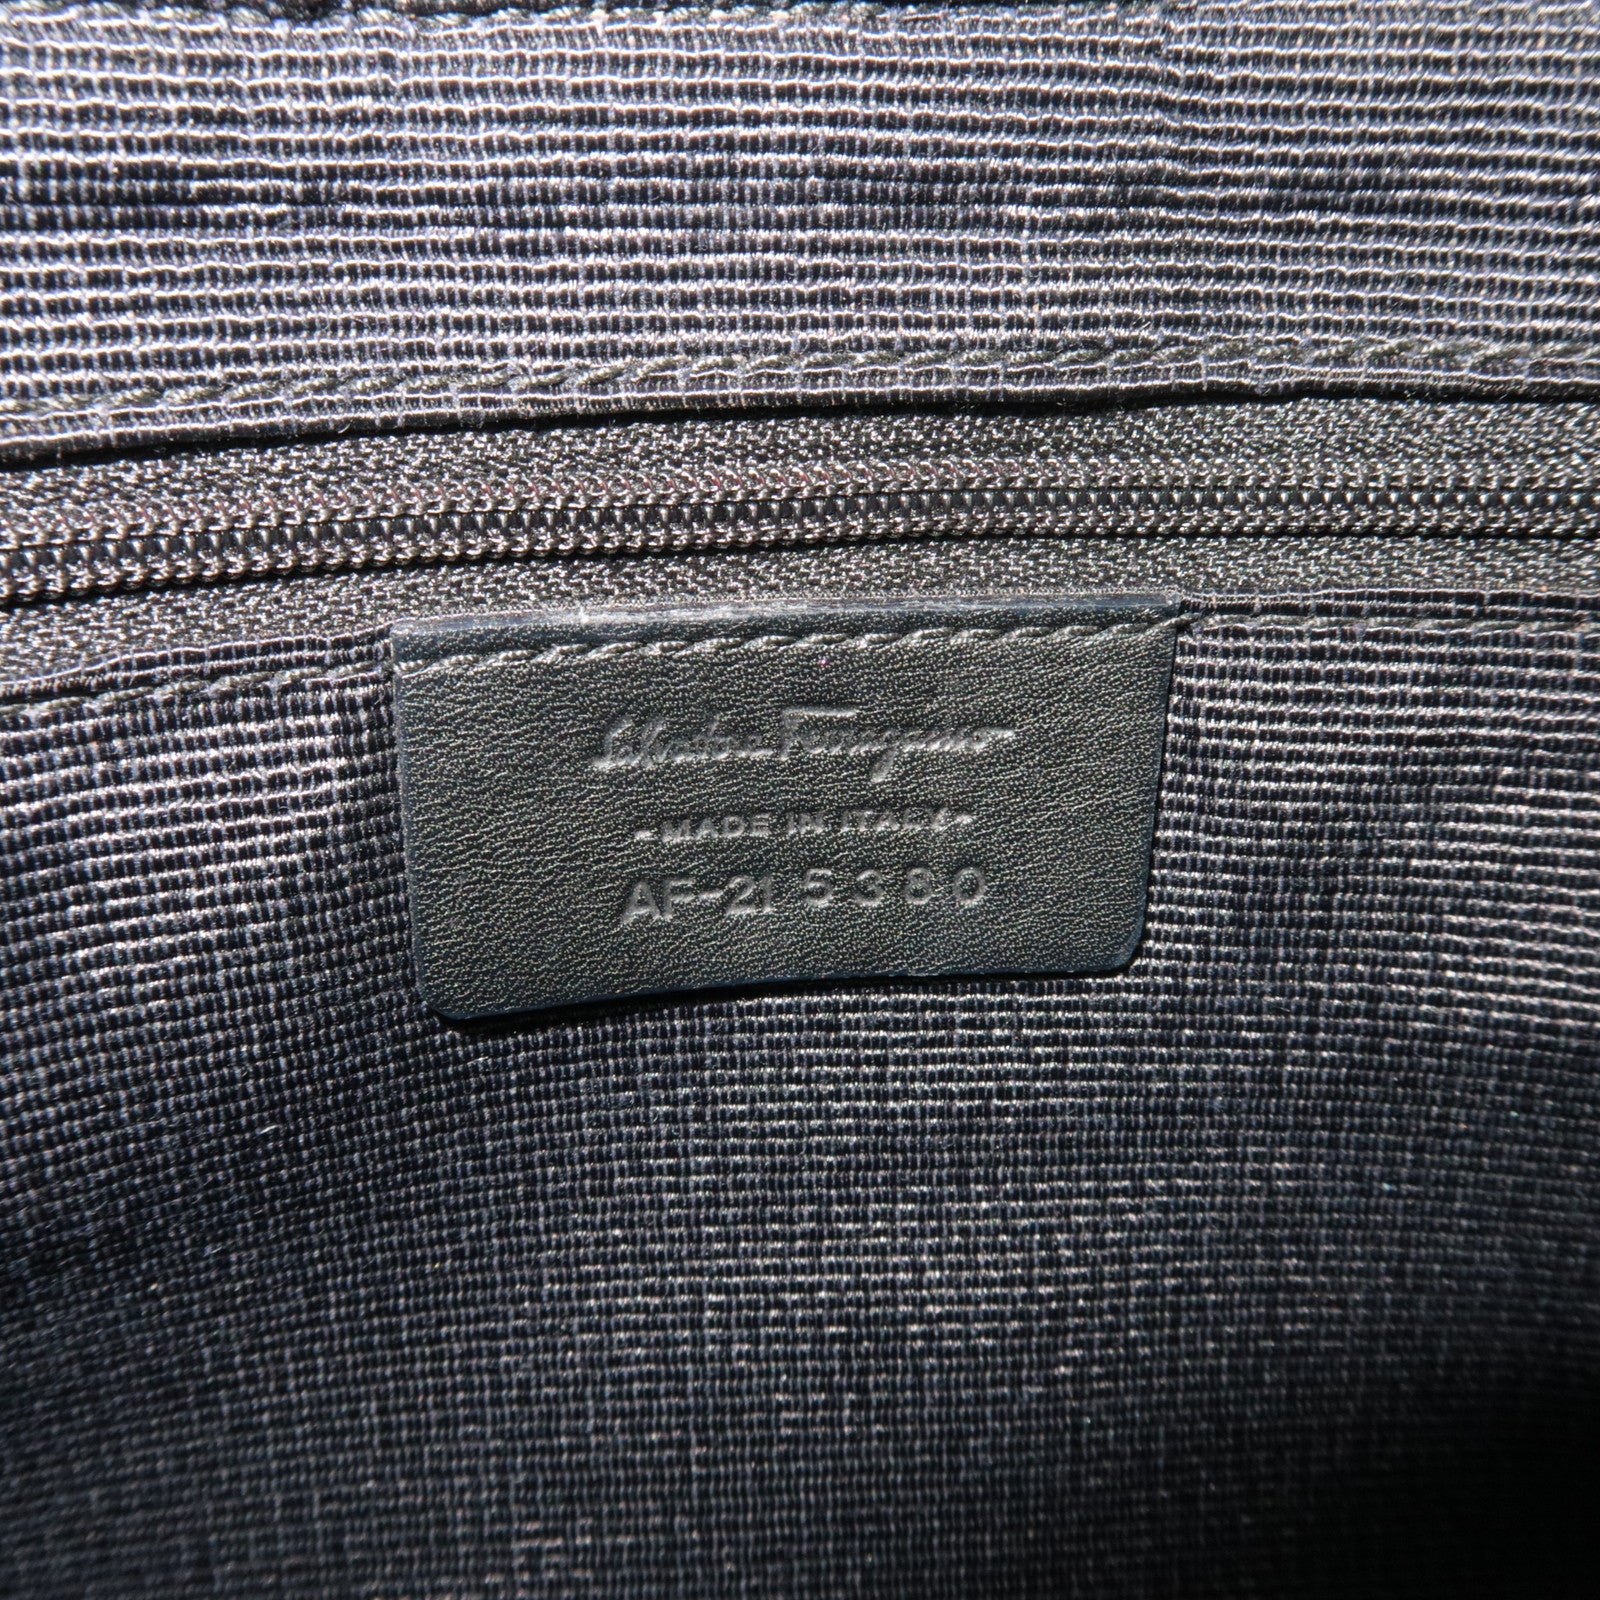 Salvatore Ferragamo
-MADE IN ITALY-
AF-21 5380